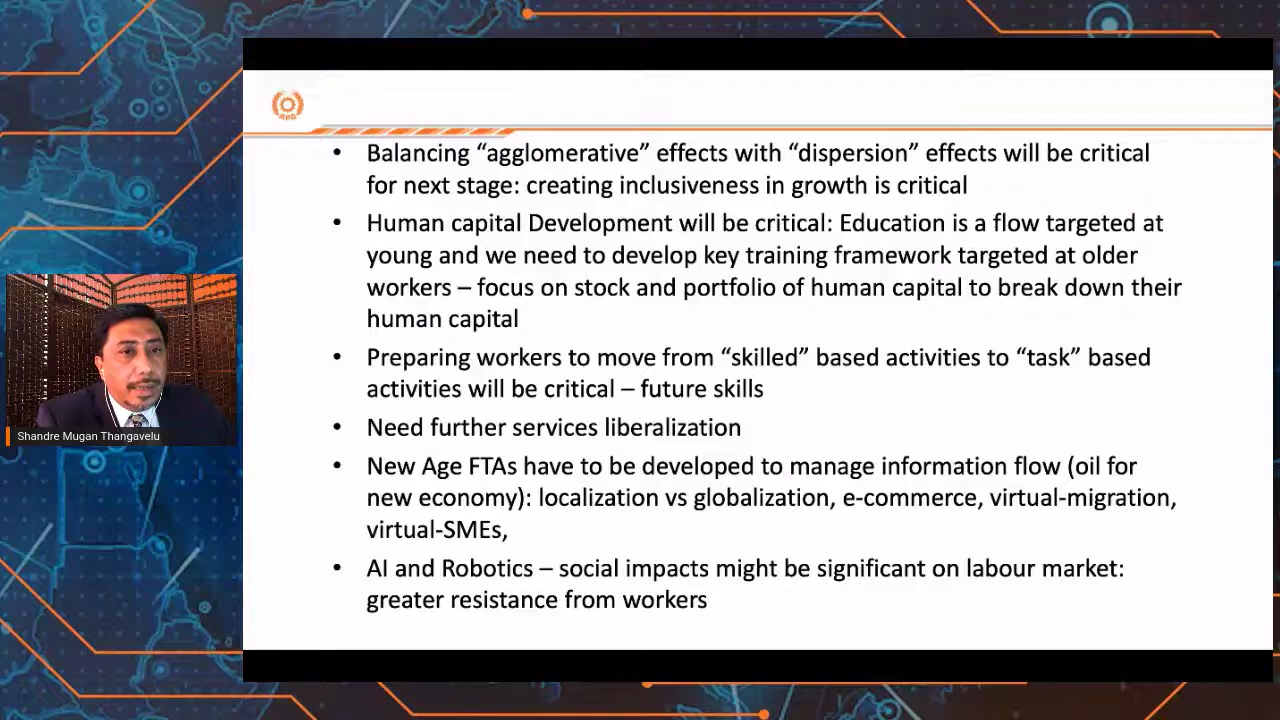 APO
• Balancing “agglomerative” effects with “dispersion” effects will be critical
for next stage: creating inclusiveness in growth is critical
• Human capital Development will be critical: Education is a flow targeted at
young and we need to develop key training framework targeted at older
workers – focus on stock and portfolio of human capital to break down their
human capital
• Preparing workers to move from “skilled” based activities to “task” based
activities will be critical – future skills
• Need further services liberalization
• New Age FTAs have to be developed to manage information flow (oil for
new economy): localization vs globalization, e-commerce, virtual-migration,
virtual-SMEs,
• AI and Robotics – social impacts might be significant on labour market:
greater resistance from workers
Shandre Mugan Thangavelu